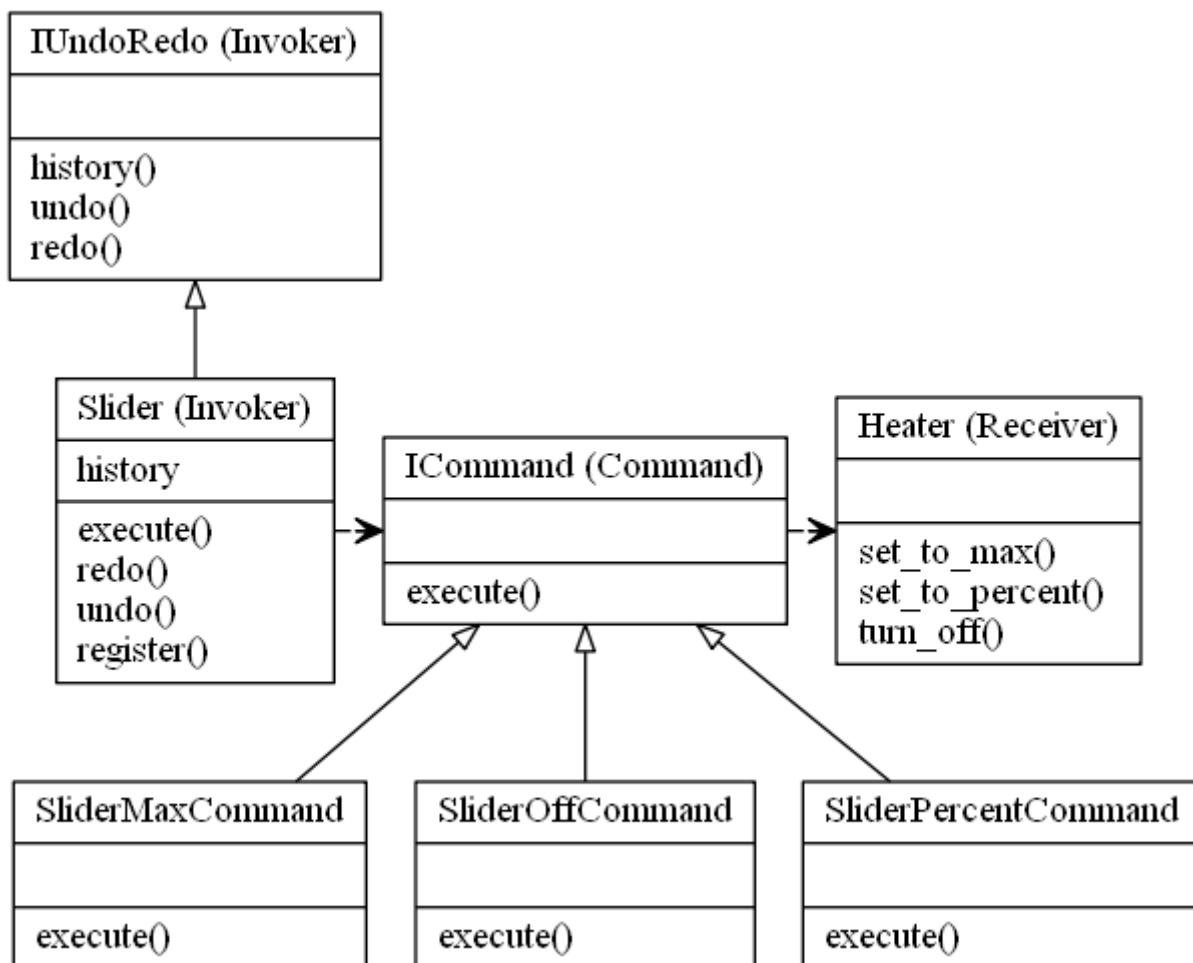 IUndoRedo (Invoker)
history()
undo()
redo()
Slider (Invoker)
history
execute()
redo()
undo()
register()
ICommand (Command)
execute()
Heater (Receiver)
set_to_max()
set_to_percent()
turn_off()
SliderMaxCommand
execute()
SliderOffCommand
execute()
SliderPercentCommand
execute()